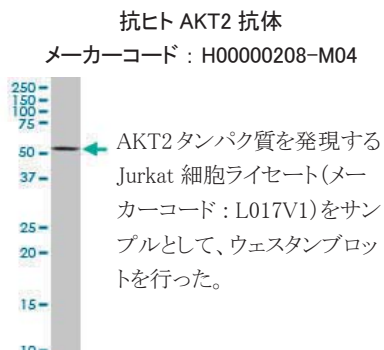 抗ヒト AKT2 抗体
メーカーコード : H00000208-M04
250
150
100
75
50
37
25
20
15
10
AKT2タンパク質を発現する
Jurkat 細胞ライセート(メー
カーコード : L017V1)をサン
プルとして、ウェスタンブロッ
トを行った。